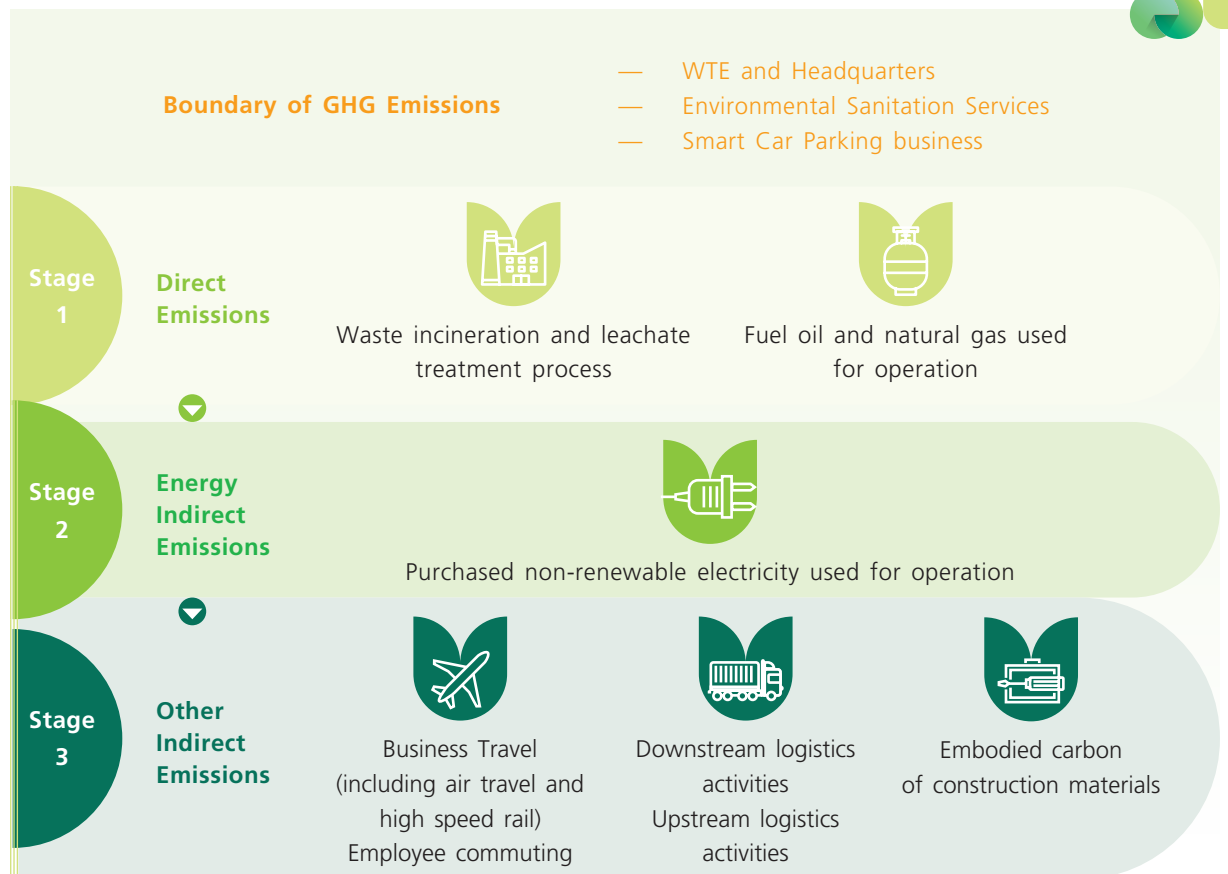 Boundary of GHG Emissions
— WTE and Headquarters
— Environmental Sanitation Services
— Smart Car Parking business
Stage
1
Direct
Emissions
Waste incineration and leachate
treatment process
Fuel oil and natural gas used
for operation
Stage
2
Energy
Indirect
Emissions
Purchased non-renewable electricity used for operation
Stage
3
Other
Indirect
Emissions
Business Travel
(including air travel and
high speed rail)
Employee commuting
Downstream logistics
activities
Upstream logistics
activities
Embodied carbon
of construction materials